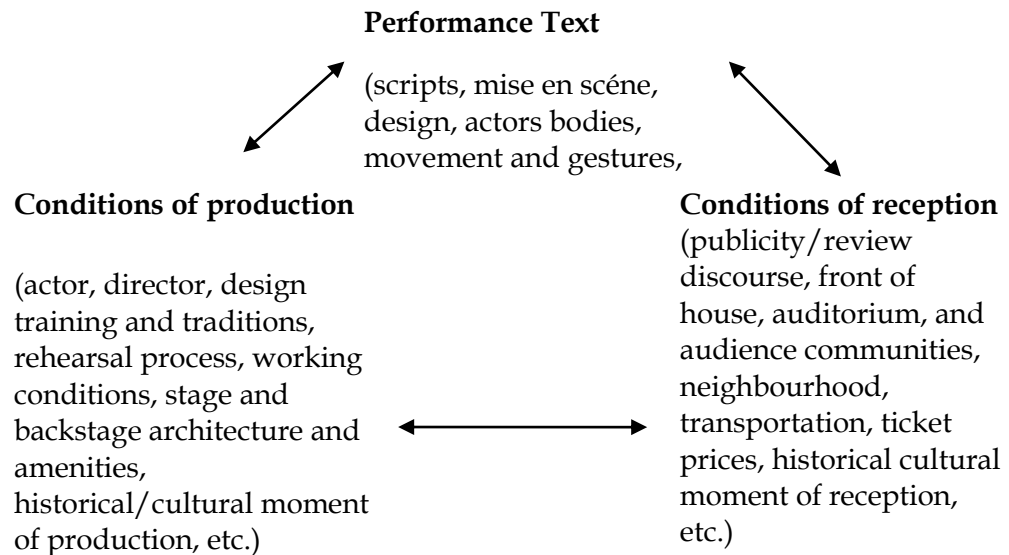 Performance Text
(scripts, mise en scéne,
design, actors bodies,
movement and gestures,
Conditions of production
(actor, director, design
training and traditions,
rehearsal process, working
conditions, stage and
backstage architecture and
amenities,
historical/cultural moment
of production, etc.)
Conditions of reception
(publicity/review
discourse, front of
house, auditorium, and
audience communities,
neighbourhood,
transportation, ticket
prices, historical cultural
moment of reception,
etc.)